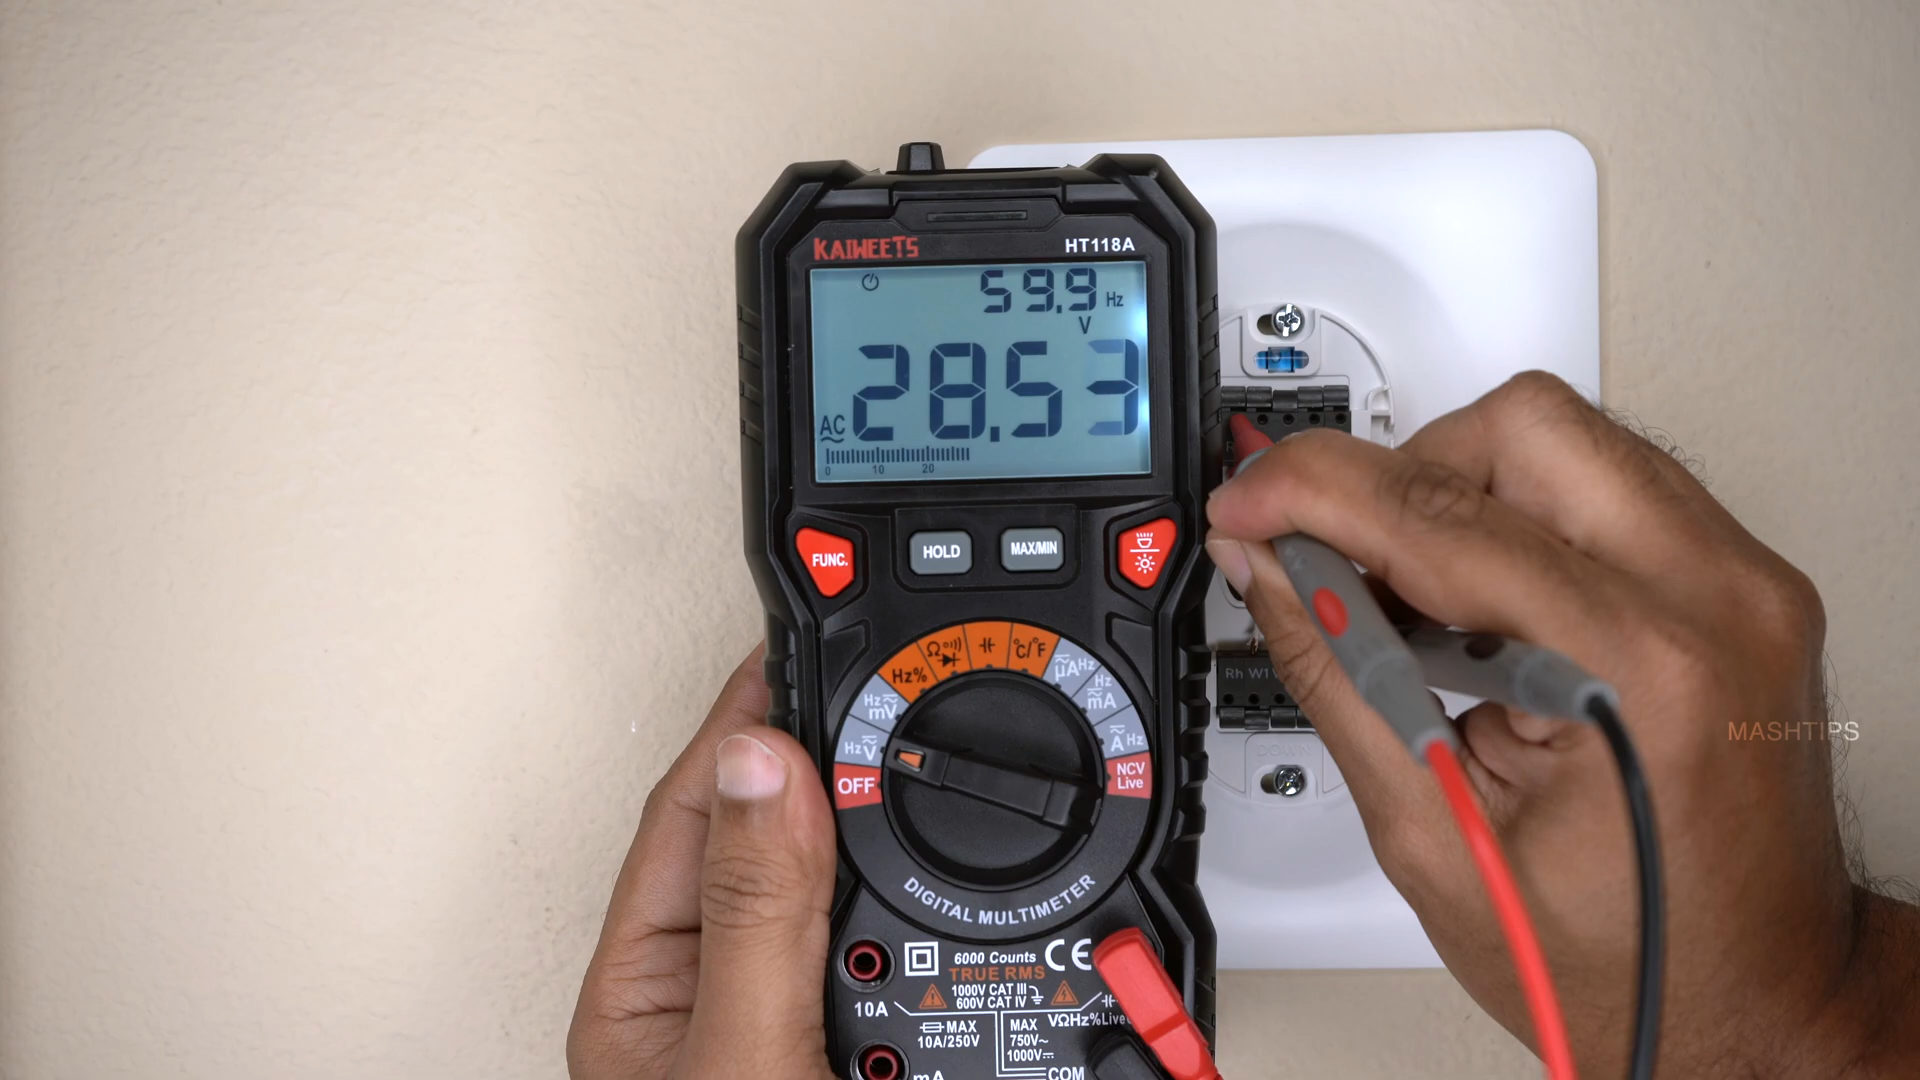 KAIWEETS
HT118A
59.9 Hz
V
AC 28.53
0 10 20
FUNC.
HOLD
MAX/MIN
Hz%
Ω
°C/°F
Hz mV
μA Hz
Hz mA
Hz V
A Hz
OFF
NCV
Live
DIGITAL MULTIMETER
6000 Counts
CE
TRUE RMS
1000V CAT III
600V CAT IV
10A
MAX
10A/250V
MAX
750V~
1000V
VΩHz%Live
COM
mA
Rh W1
DOWN
MASHTIPS